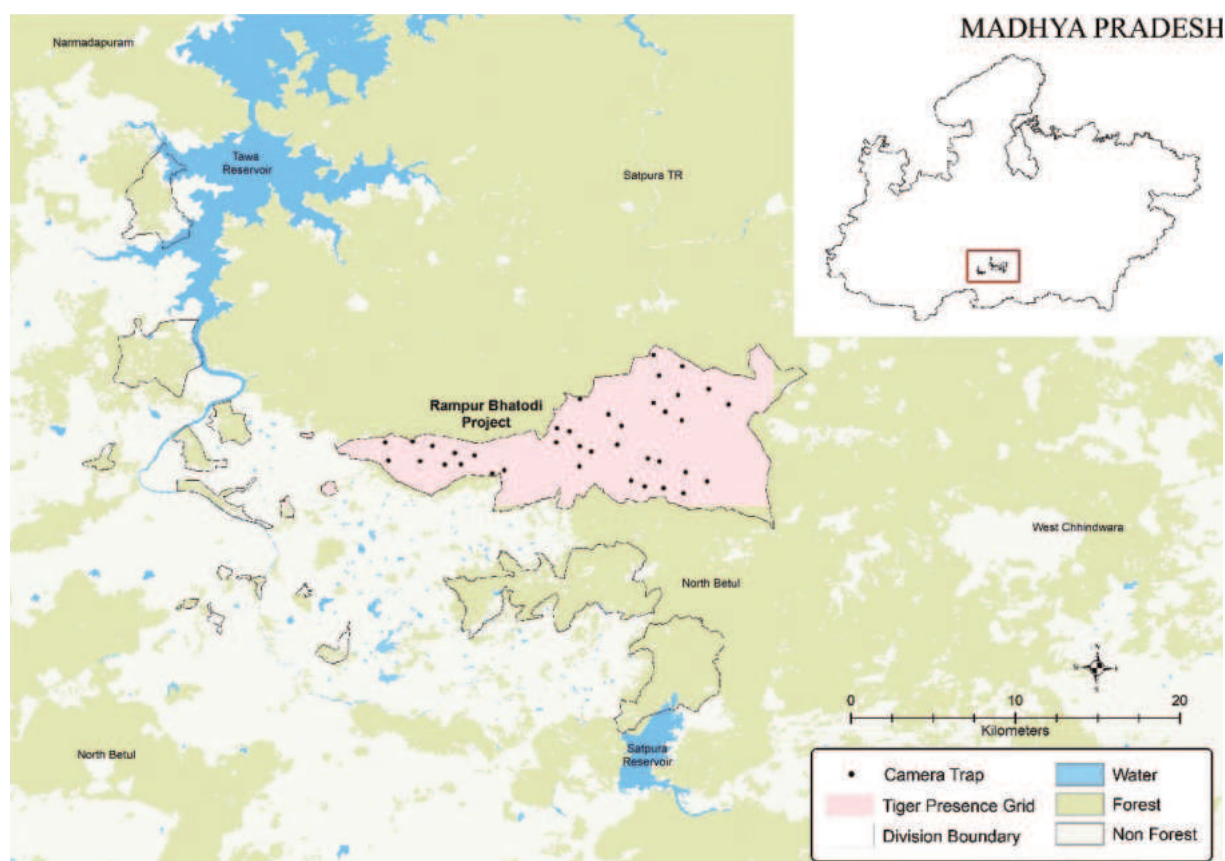 MADHYA PRADESH
Narmadapuram
Tawa
Reservoir
Satpura TR
Rampur Bhatodi
Project
West Chhindwara
North Betul
North Betul
Satpura
Reservoir
0 10 20
Kilometers
Camera Trap
Tiger Presence Grid
Division Boundary
Water
Forest
Non Forest